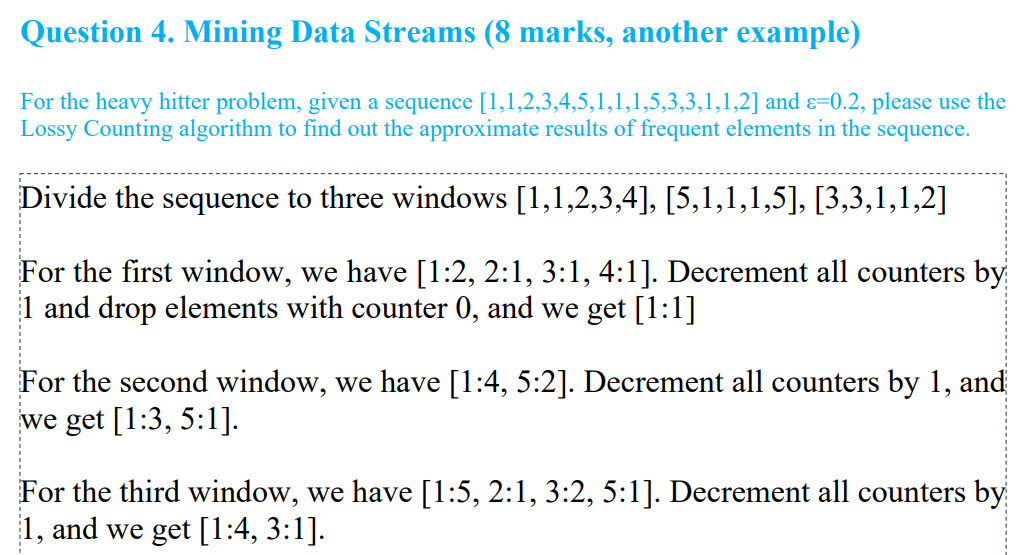 Question 4. Mining Data Streams (8 marks, another example)
For the heavy hitter problem, given a sequence [1,1,2,3,4,5,1,1,1,5,3,3,1,1,2] and ε=0.2, please use the
Lossy Counting algorithm to find out the approximate results of frequent elements in the sequence.
Divide the sequence to three windows [1,1,2,3,4], [5,1,1,1,5], [3,3,1,1,2]
For the first window, we have [1:2, 2:1, 3:1, 4:1]. Decrement all counters by
1 and drop elements with counter 0, and we get [1:1]
For the second window, we have [1:4, 5:2]. Decrement all counters by 1, and
we get [1:3, 5:1].
For the third window, we have [1:5, 2:1, 3:2, 5:1]. Decrement all counters by
1, and we get [1:4, 3:1].